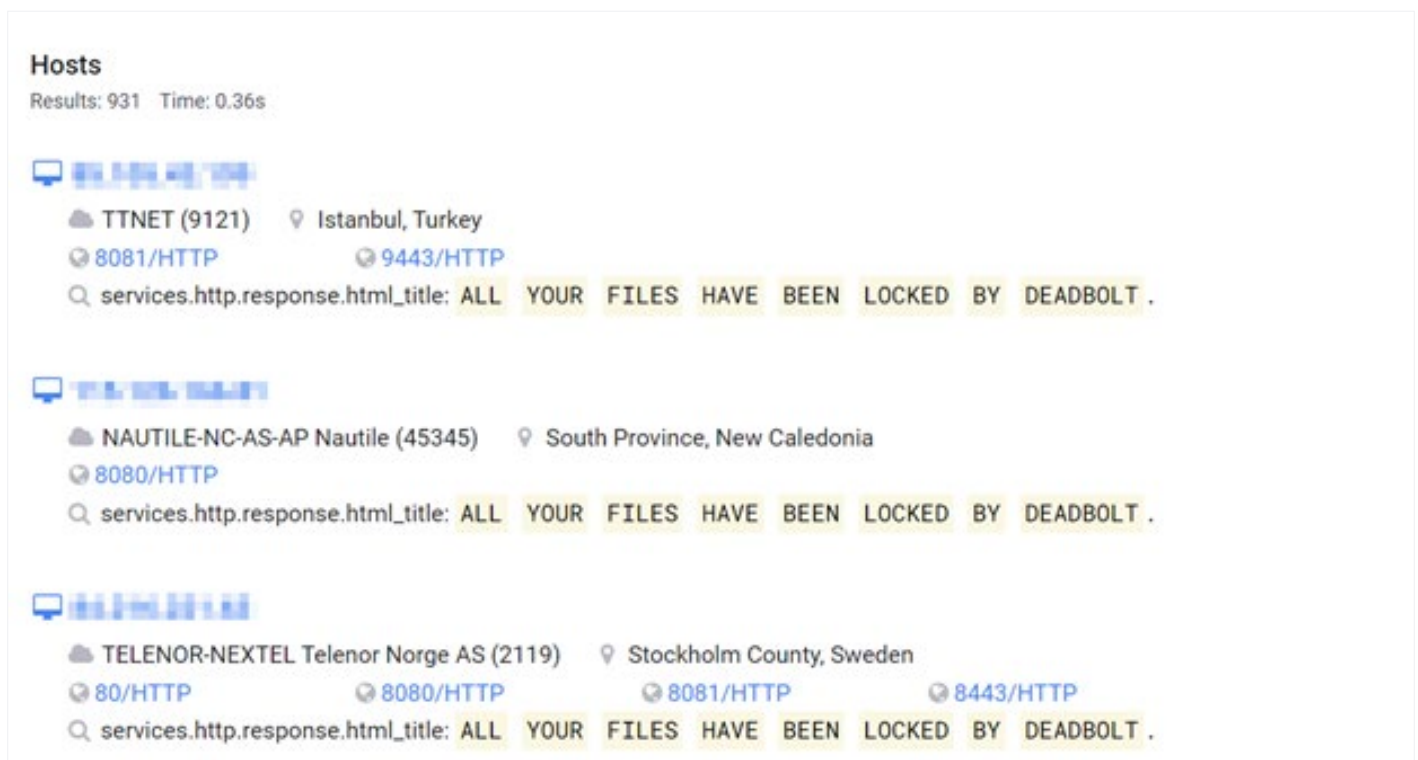 Hosts
Results: 931 Time: 0.36s
TTNET (9121) Istanbul, Turkey
8081/HTTP 9443/HTTP
services.http.response.html_title: ALL YOUR FILES HAVE BEEN LOCKED BY DEADBOLT.
NAUTILE-NC-AS-AP Nautile (45345) South Province, New Caledonia
8080/HTTP
services.http.response.html_title: ALL YOUR FILES HAVE BEEN LOCKED BY DEADBOLT.
TELENOR-NEXTEL Telenor Norge AS (2119) Stockholm County, Sweden
80/HTTP 8080/HTTP 8081/HTTP 8443/HTTP
services.http.response.html_title: ALL YOUR FILES HAVE BEEN LOCKED BY DEADBOLT.